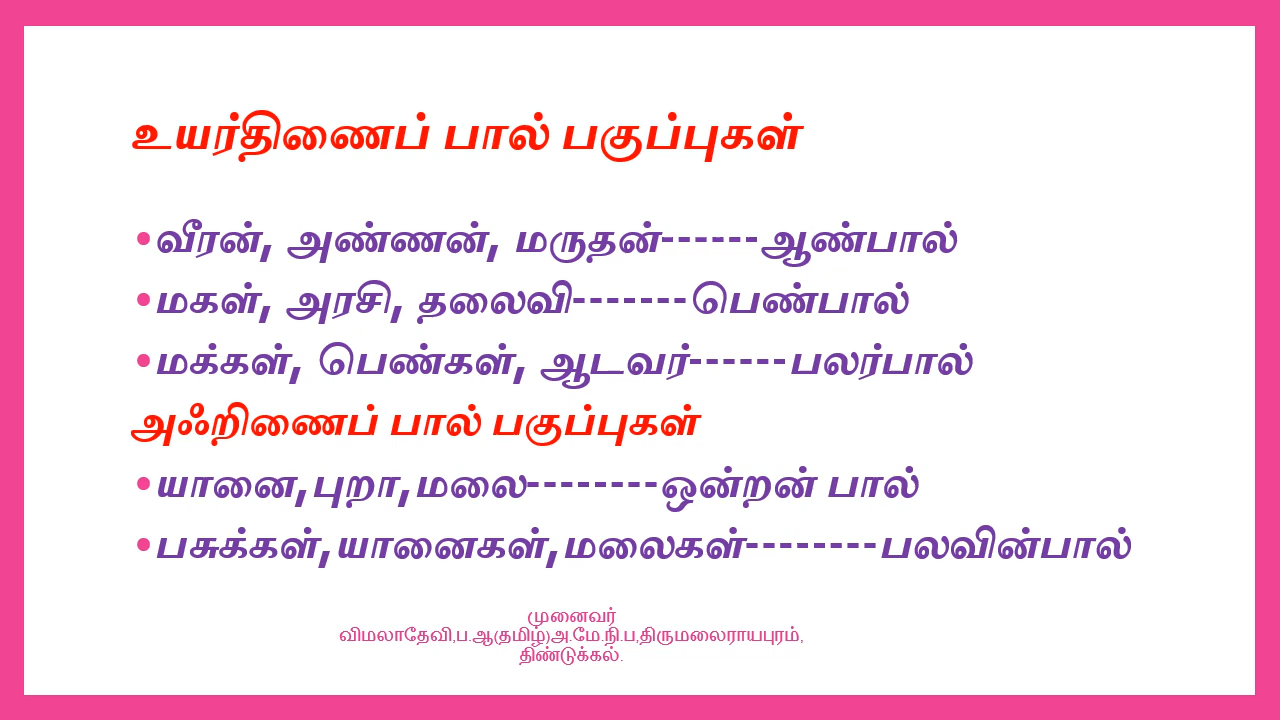 உயர்திணைப் பால் பகுப்புகள்
•வீரன், அண்ணன், மருதன்------ஆண்பால்
•மகள், அரசி, தலைவி-------பெண்பால்
•மக்கள், பெண்கள், ஆடவர்------பலர்பால்
அஃறிணைப் பால் பகுப்புகள்
•யானை,புறா,மலை--------ஒன்றன் பால்
•பசுக்கள்,யானைகள்,மலைகள்--------பலவின்பால்
முனைவர்
விமலாதேவி,ப.ஆ(தமிழ்)அ.மே.நி.ப,திருமலைராயபுரம்,
திண்டுக்கல்.